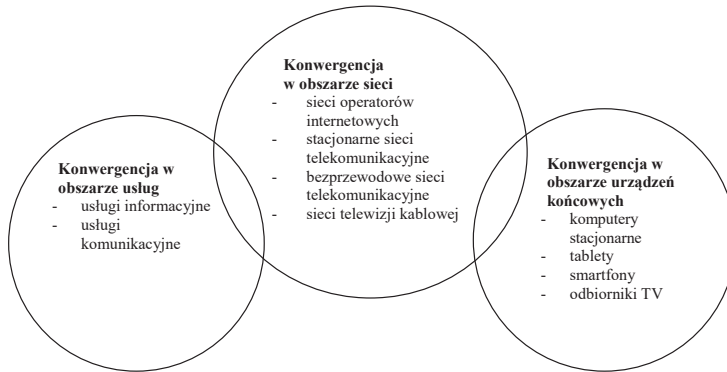 Konwergencja
w obszarze sieci
- sieci operatorów
internetowych
- stacjonarne sieci
telekomunikacyjne
- bezprzewodowe sieci
telekomunikacyjne
- sieci telewizji kablowej
Konwergencja w
obszarze usług
- usługi informacyjne
- usługi
komunikacyjne
Konwergencja w
obszarze urządzeń
końcowych
- komputery
stacjonarne
- tablety
- smartfony
- odbiorniki TV